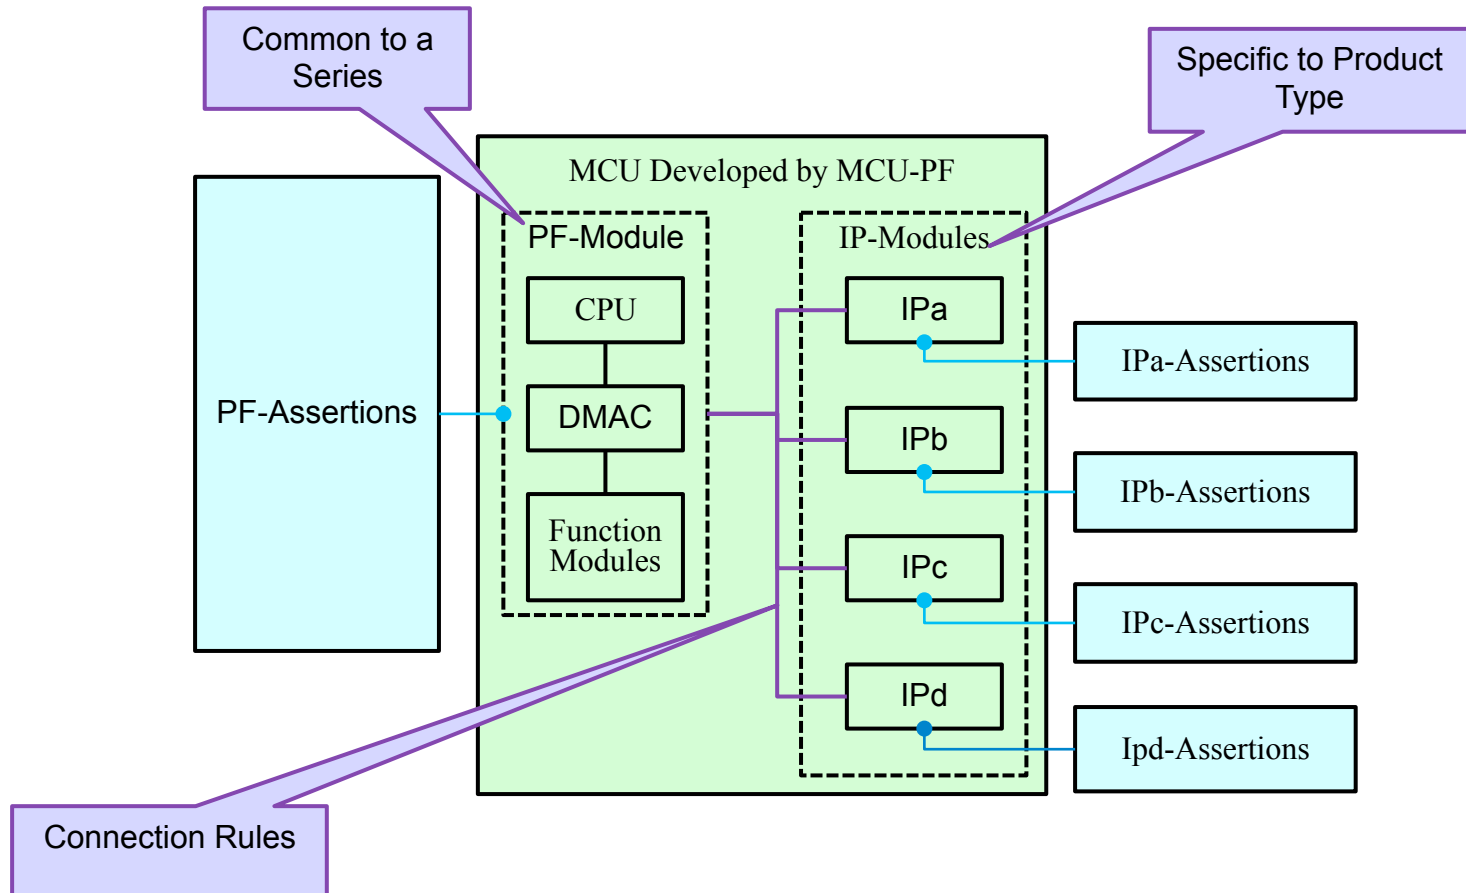 Common to a
Series
Specific to Product
Type
MCU Developed by MCU-PF
PF-Module
IP-Modules
CPU
IPa
IPa-Assertions
PF-Assertions
DMAC
IPb
IPb-Assertions
Function
Modules
IPc
IPc-Assertions
IPd
Ipd-Assertions
Connection Rules